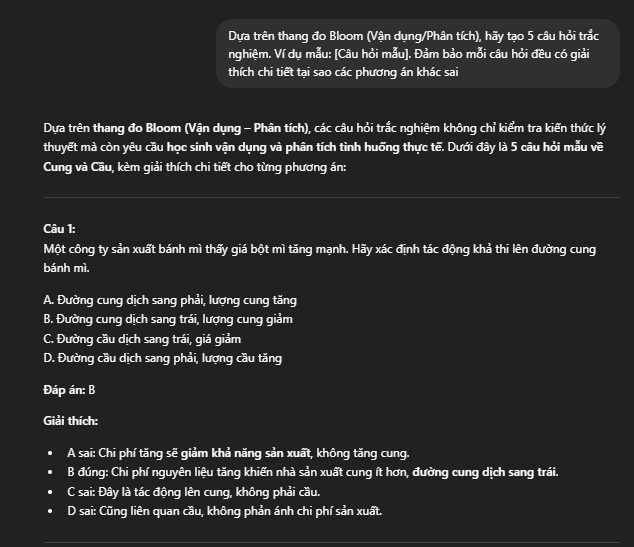 Dựa trên thang đo Bloom (Vận dụng/Phân tích), hãy tạo 5 câu hỏi trắc
nghiệm. Ví dụ mẫu: [Câu hỏi mẫu]. Đảm bảo mỗi câu hỏi đều có giải
thích chi tiết tại sao các phương án khác sai
Dựa trên thang đo Bloom (Vận dụng – Phân tích), các câu hỏi trắc nghiệm không chỉ kiểm tra kiến thức lý
thuyết mà còn yêu cầu học sinh vận dụng và phân tích tình huống thực tế. Dưới đây là 5 câu hỏi mẫu về
Cung và Cầu, kèm giải thích chi tiết cho từng phương án:
Câu 1:
Một công ty sản xuất bánh mì thấy giá bột mì tăng mạnh. Hãy xác định tác động khả thi lên đường cung
bánh mì.
A. Đường cung dịch sang phải, lượng cung tăng
B. Đường cung dịch sang trái, lượng cung giảm
C. Đường cầu dịch sang trái, giá giảm
D. Đường cầu dịch sang phải, lượng cầu tăng
Đáp án: B
Giải thích:
• A sai: Chi phí tăng sẽ giảm khả năng sản xuất, không tăng cung.
• B đúng: Chi phí nguyên liệu tăng khiến nhà sản xuất cung ít hơn, đường cung dịch sang trái.
• C sai: Đây là tác động lên cung, không phải cầu.
• D sai: Cũng liên quan cầu, không phản ánh chi phí sản xuất.